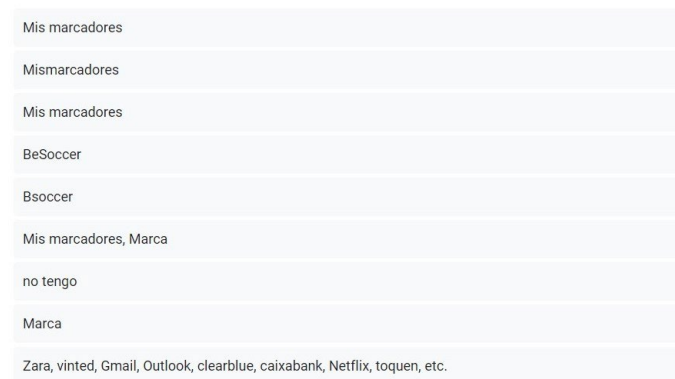 Mis marcadores
Mismarcadores
Mis marcadores
BeSoccer
Bsoccer
Mis marcadores, Marca
no tengo
Marca
Zara, vinted, Gmail, Outlook, clearblue, caixabank, Netflix, toquen, etc.